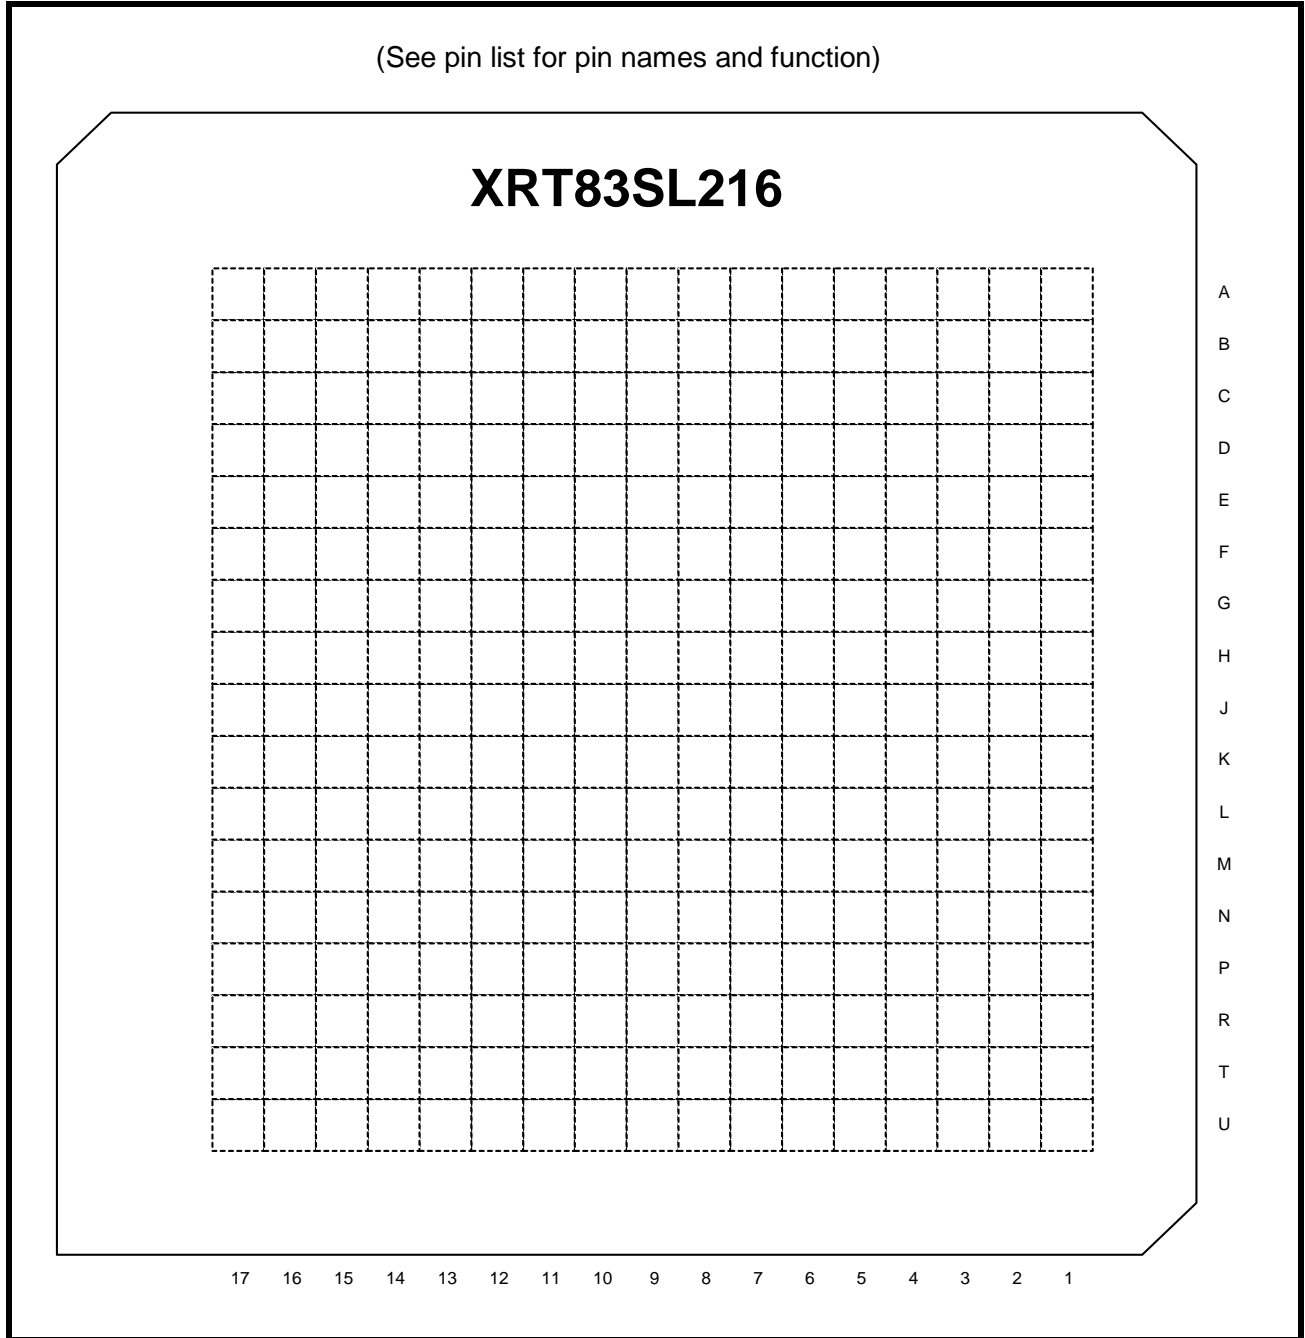 (See pin list for pin names and function)
XRT83SL216
A
B
C
D
E
F
G
H
J
K
L
M
N
P
R
T
U
17 16 15 14 13 12 11 10 9 8 7 6 5 4 3 2 1